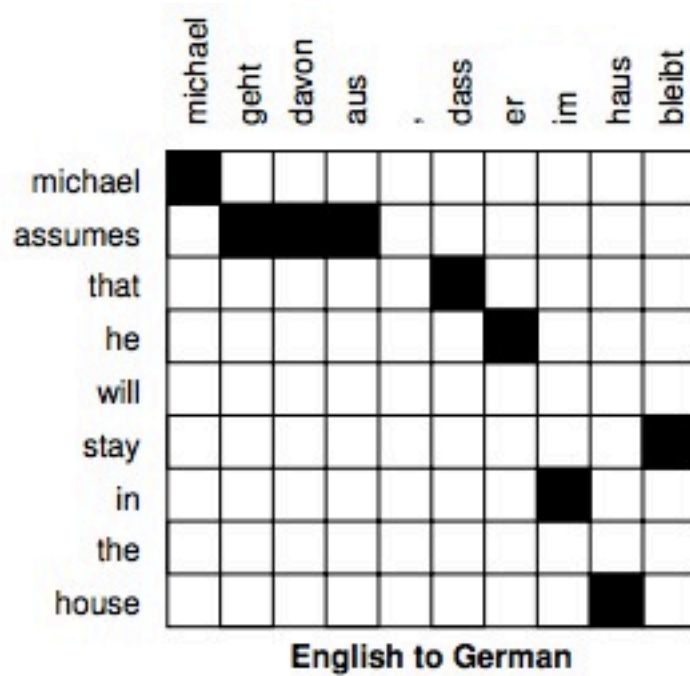 michael geht davon aus , dass er im haus bleibt
michael
assumes
that
he
will
stay
in
the
house
English to German